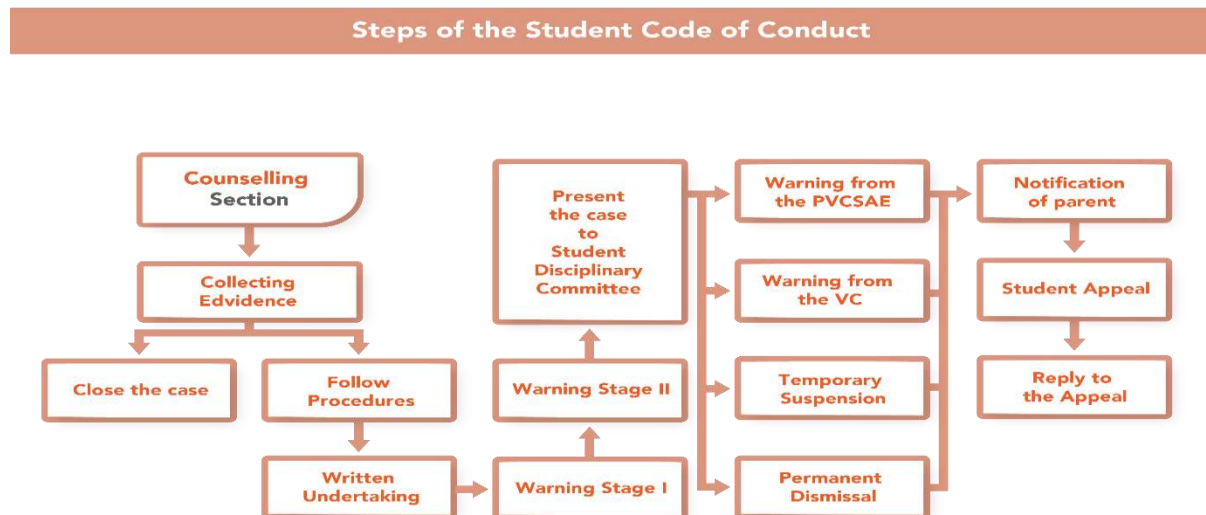 Steps of the Student Code of Conduct
Counselling
Section
Collecting
Edvidence
Close the case
Follow
Procedures
Written
Undertaking
Warning Stage I
Warning Stage II
Present
the case
to
Student
Disciplinary
Committee
Warning from
the PVCSAE
Warning from
the VC
Temporary
Suspension
Permanent
Dismissal
Notification
of parent
Student Appeal
Reply to
the Appeal